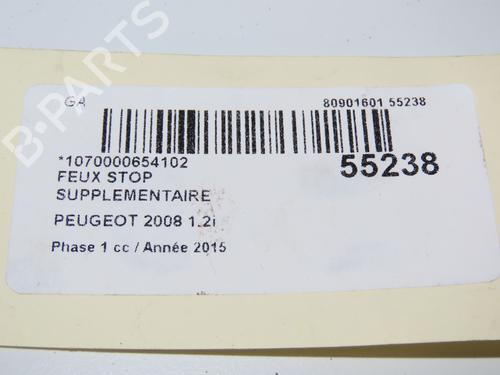 GA 80901601 55238
*1070000654102 55238
FEUX STOP
SUPPLEMENTAIRE
PEUGEOT 2008 1.2i
Phase 1 cc / Année 2015
B-PARTS